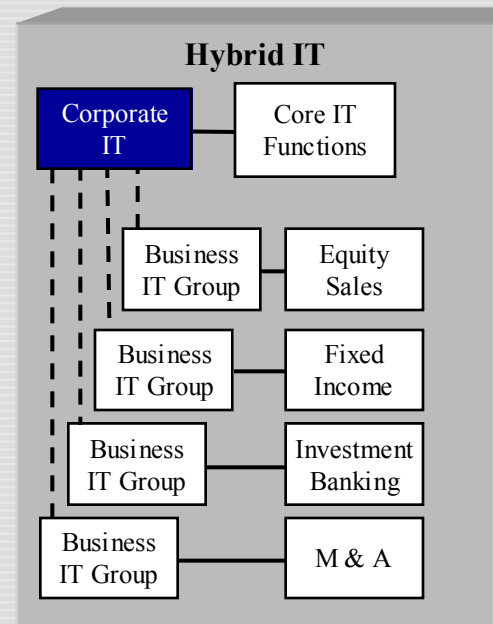 Hybrid IT
Corporate
IT
Core IT
Functions
Business
IT Group
Equity
Sales
Business
IT Group
Fixed
Income
Business
IT Group
Investment
Banking
Business
IT Group
M & A